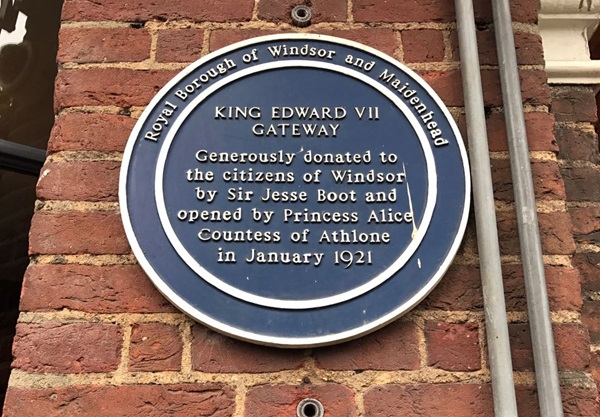 Royal Borough of Windsor and Maidenhead
KING EDWARD VII
GATEWAY
Generously donated to
the citizens of Windsor
by Sir Jesse Boot and
opened by Princess Alice
Countess of Athlone
in January 1921